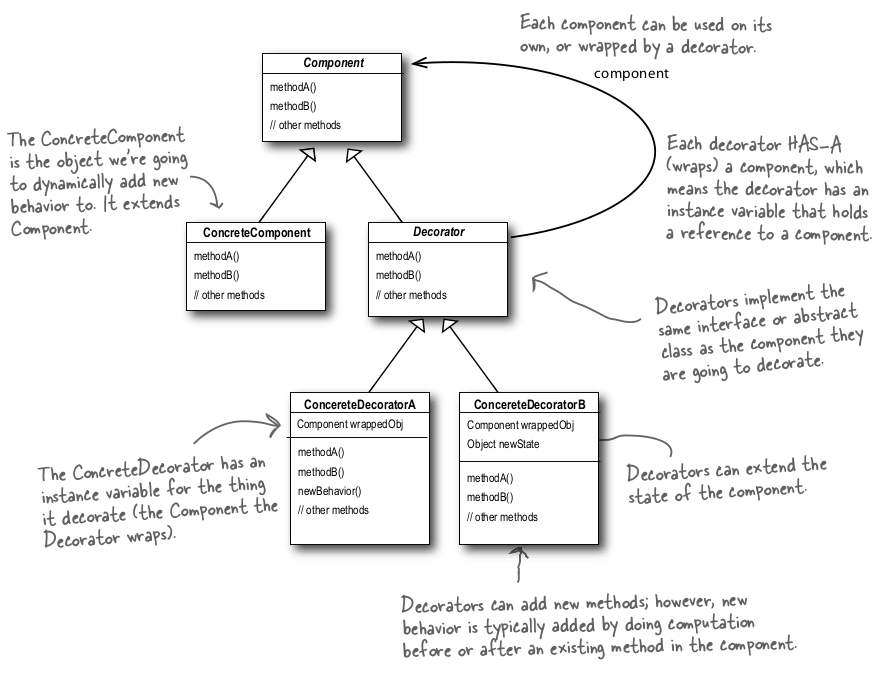 Each component can be used on its
own, or wrapped by a decorator.
component
Component
methodA()
methodB()
// other methods
The ConcreteComponent
is the object we're going
to dynamically add new
behavior to. It extends
Component.
Each decorator HAS-A
(wraps) a component, which
means the decorator has an
instance variable that holds
a reference to a component.
ConcreteComponent
methodA()
methodB()
// other methods
Decorator
methodA()
methodB()
// other methods
Decorators implement the
same interface or abstract
class as the component they
are going to decorate.
ConcereteDecoratorA
Component wrappedObj
methodA()
methodB()
newBehavior()
// other methods
ConcereteDecoratorB
Component wrappedObj
Object newState
methodA()
methodB()
// other methods
The ConcreteDecorator has an
instance variable for the thing
it decorate (the Component the
Decorator wraps).
Decorators can extend the
state of the component.
Decorators can add new methods; however, new
behavior is typically added by doing computation
before or after an existing method in the component.